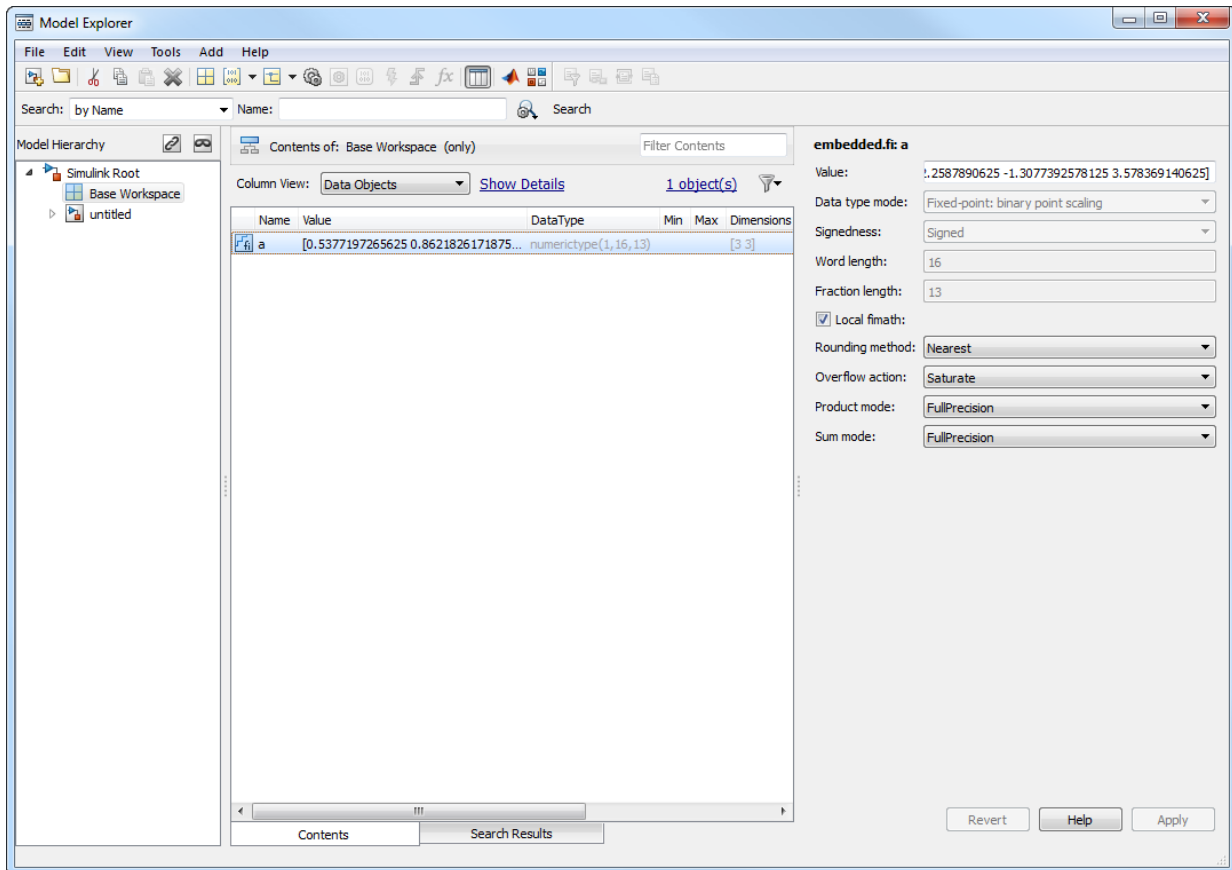 Model Explorer
File Edit View Tools Add Help
Search: by Name Name: Search
Model Hierarchy
Simulink Root
Base Workspace
untitled
Contents of: Base Workspace (only) Filter Contents
Column View: Data Objects Show Details 1 object(s)
Name Value DataType Min Max Dimensions
fi a [0.5377197265625 0.8621826171875... numerictype(1,16,13) [3 3]
Contents Search Results
embedded.fi: a
Value: !.2587890625 -1.3077392578125 3.578369140625]
Data type mode: Fixed-point: binary point scaling
Signedness: Signed
Word length: 16
Fraction length: 13
Local fimath:
Rounding method: Nearest
Overflow action: Saturate
Product mode: FullPrecision
Sum mode: FullPrecision
Revert Help Apply